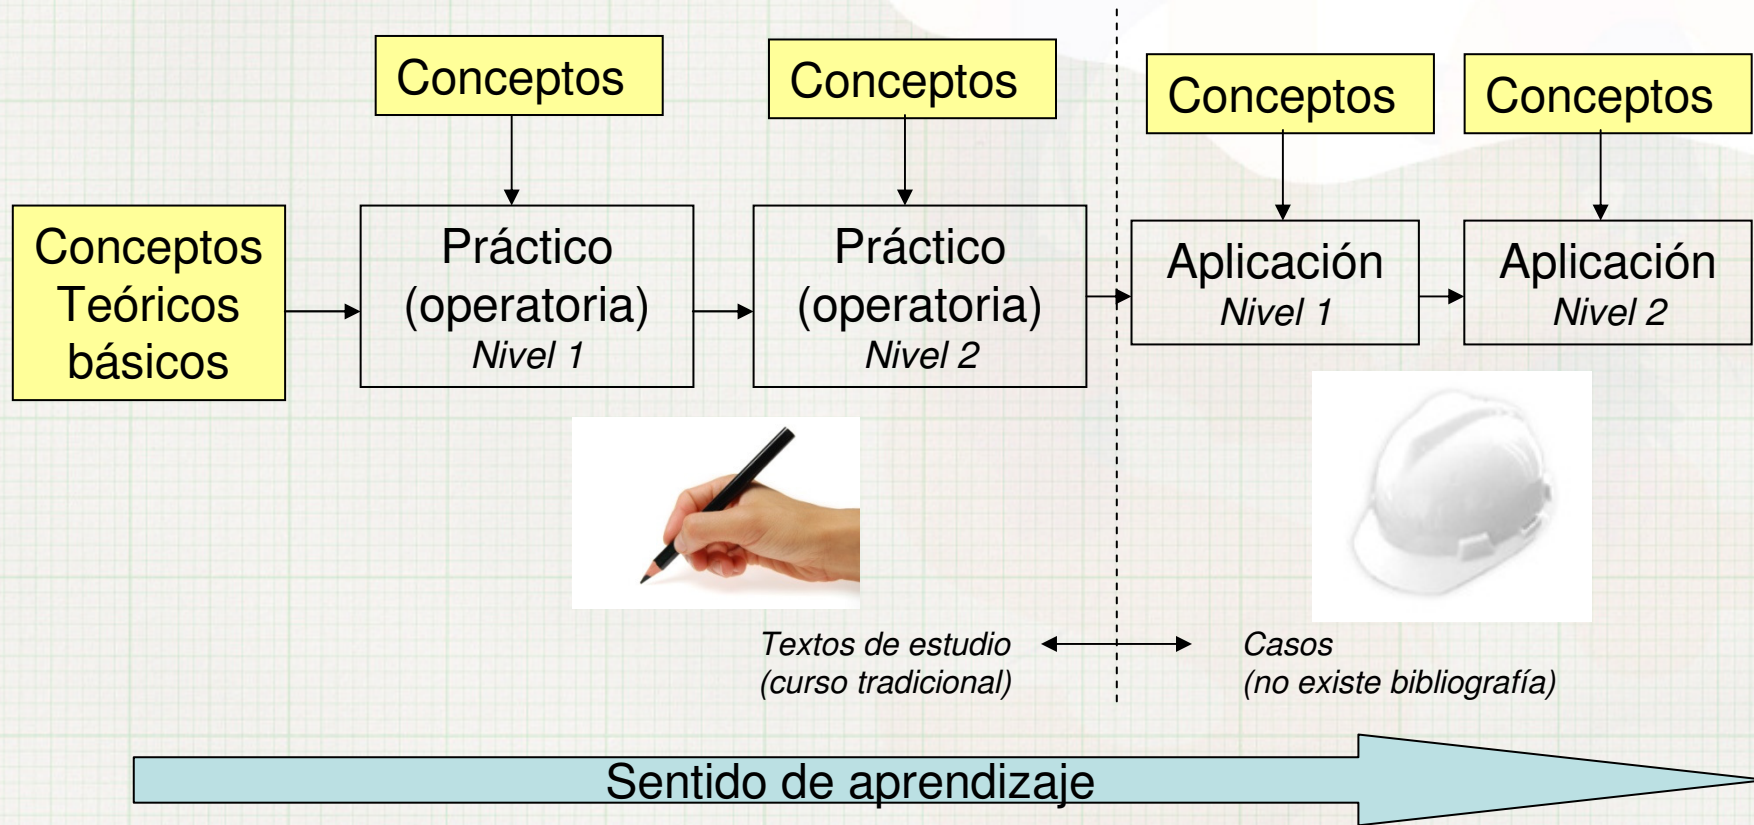 Conceptos
Conceptos
Conceptos
Conceptos
Conceptos
Teóricos
básicos
Práctico
(operatoria)
Nivel 1
Práctico
(operatoria)
Nivel 2
Aplicación
Nivel 1
Aplicación
Nivel 2
Textos de estudio
(curso tradicional)
Casos
(no existe bibliografía)
Sentido de aprendizaje